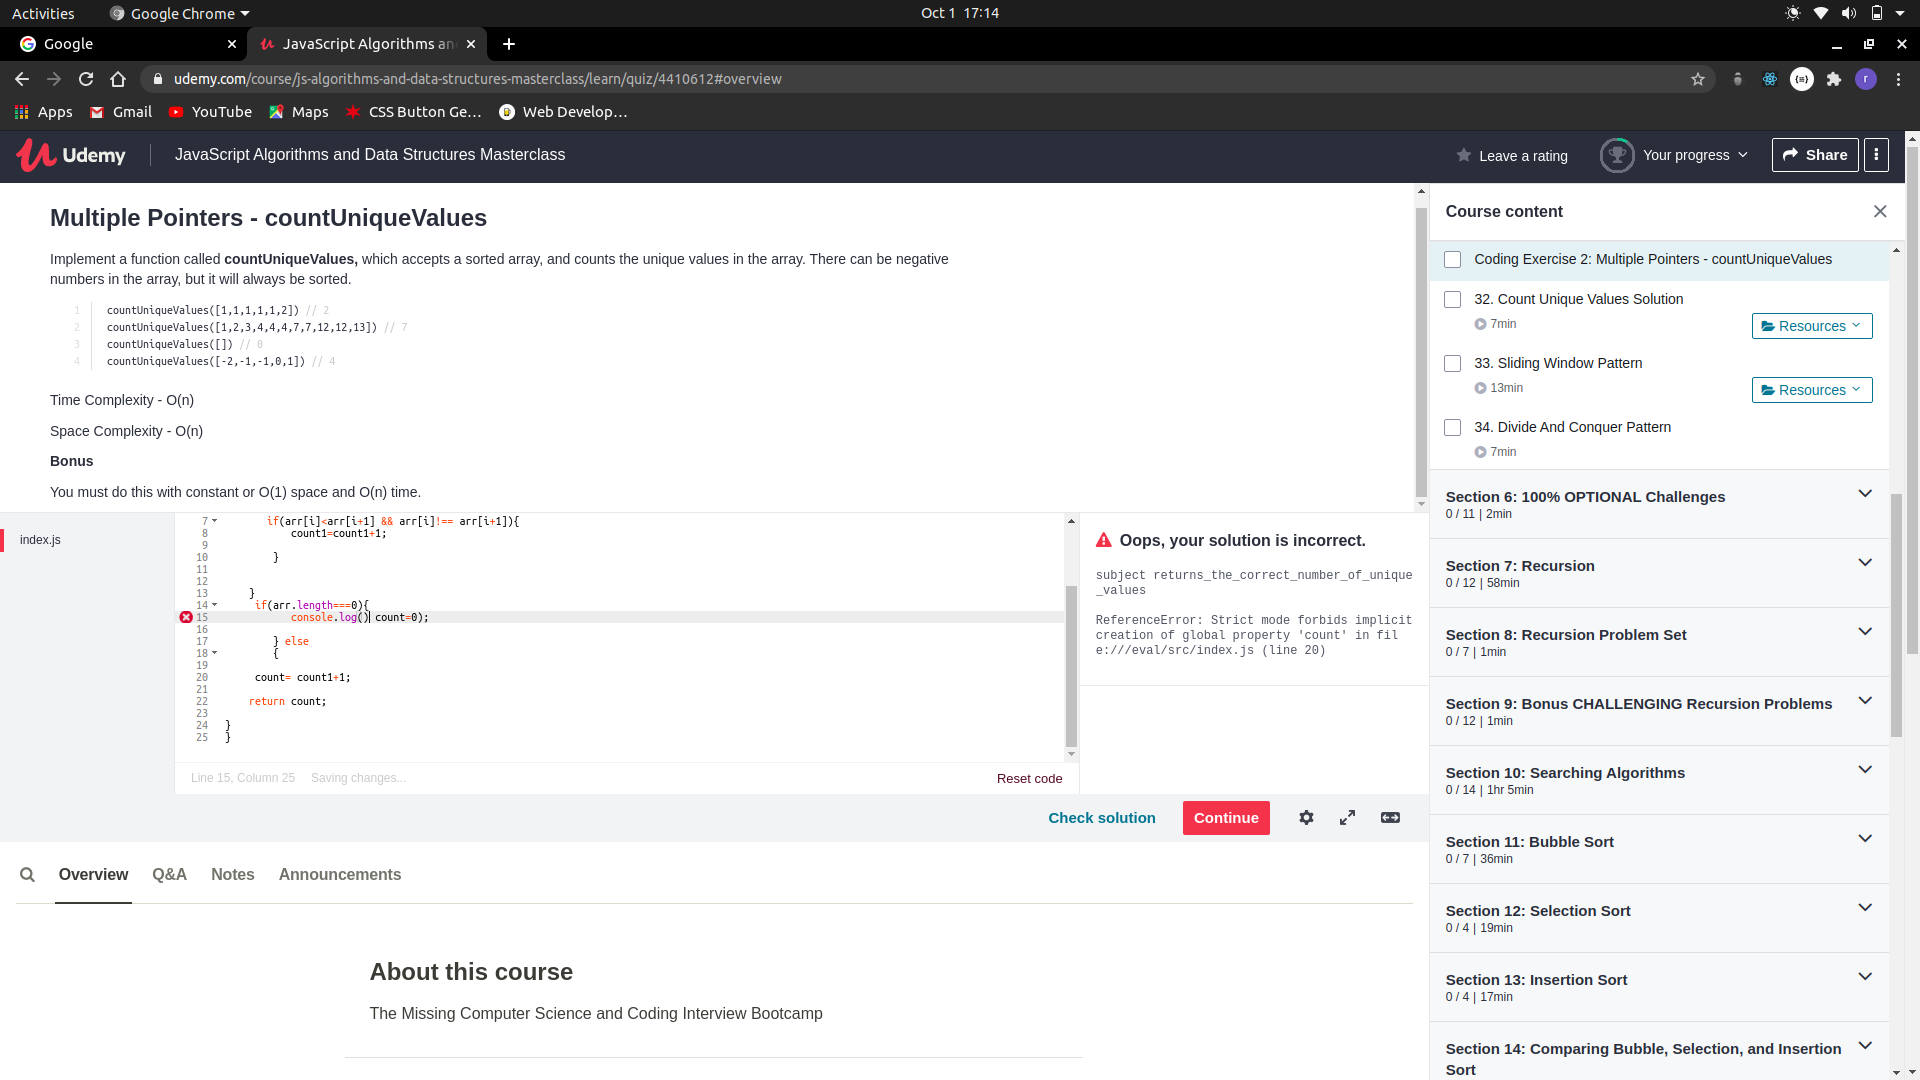 Activities
Google Chrome
Oct 1 17:14
Google
JavaScript Algorithms an
udemy.com/course/js-algorithms-and-data-structures-masterclass/learn/quiz/4410612#overview
r
Apps
Gmail
YouTube
Maps
CSS Button Ge...
Web Develop...
Udemy
JavaScript Algorithms and Data Structures Masterclass
Leave a rating
Your progress
Share
Multiple Pointers - countUniqueValues
Implement a function called countUniqueValues, which accepts a sorted array, and counts the unique values in the array. There can be negative
numbers in the array, but it will always be sorted.
1 countUniqueValues([1,1,1,1,1,2]) // 2
2 countUniqueValues([1,2,3,4,4,4,7,7,12,12,13]) // 7
3 countUniqueValues([]) // 0
4 countUniqueValues([-2,-1,-1,0,1]) // 4
Time Complexity - O(n)
Space Complexity - O(n)
Bonus
You must do this with constant or O(1) space and O(n) time.
index.js
7 if(arr[i]<arr[i+1] && arr[i]!== arr[i+1]){
8 count1=count1+1;
9
10 }
11
12
13 }
14 if(arr.length===0){
15 console.log() count=0);
16
17 } else
18 {
19
20 count= count1+1;
21
22 return count;
23
24 }
25 }
Line 15, Column 25
Saving changes...
Reset code
Oops, your solution is incorrect.
subject returns_the_correct_number_of_unique
_values
ReferenceError: Strict mode forbids implicit
creation of global property 'count' in fil
e:///eval/src/index.js (line 20)
Check solution
Continue
Overview
Q&A
Notes
Announcements
About this course
The Missing Computer Science and Coding Interview Bootcamp
Course content
Coding Exercise 2: Multiple Pointers - countUniqueValues
32. Count Unique Values Solution
7min
Resources
33. Sliding Window Pattern
13min
Resources
34. Divide And Conquer Pattern
7min
Section 6: 100% OPTIONAL Challenges
0 / 11 | 2min
Section 7: Recursion
0 / 12 | 58min
Section 8: Recursion Problem Set
0 / 7 | 1min
Section 9: Bonus CHALLENGING Recursion Problems
0 / 12 | 1min
Section 10: Searching Algorithms
0 / 14 | 1hr 5min
Section 11: Bubble Sort
0 / 7 | 36min
Section 12: Selection Sort
0 / 4 | 19min
Section 13: Insertion Sort
0 / 4 | 17min
Section 14: Comparing Bubble, Selection, and Insertion
Sort